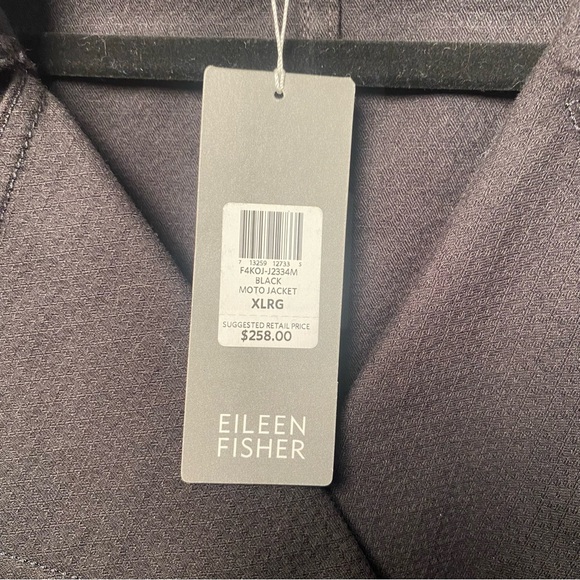 7 13259 12733 5
F4KOJ-J2334M
BLACK
MOTO JACKET
XLRG
SUGGESTED RETAIL PRICE
$258.00
EILEEN
FISHER